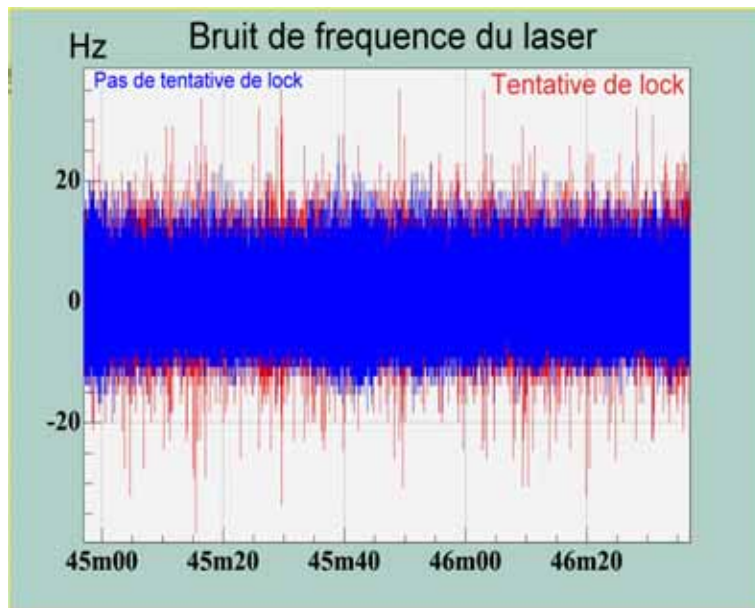 Bruit de frequence du laser
Hz
Pas de tentative de lock
Tentative de lock
20
0
-20
45m00
45m20
45m40
46m00
46m20